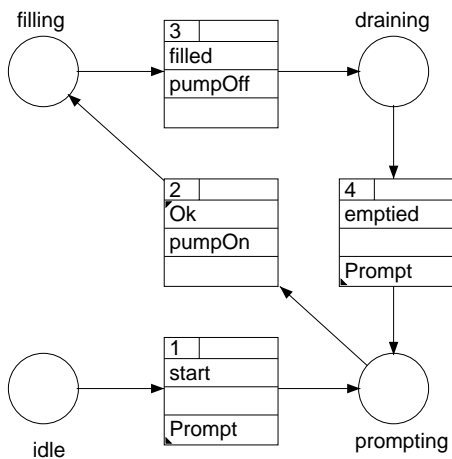 filling
3
filled
pumpOff
draining
2
Ok
pumpOn
4
emptied
Prompt
1
start
Prompt
idle
prompting